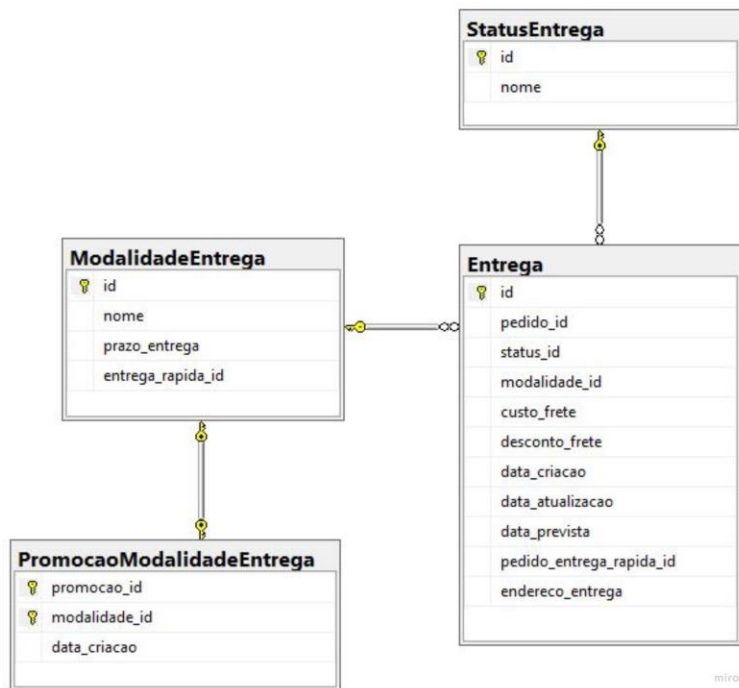 StatusEntrega
id
nome
ModalidadeEntrega
id
nome
prazo_entrega
entrega_rapida_id
Entrega
id
pedido_id
status_id
modalidade_id
custo_frete
desconto_frete
data_criacao
data_atualizacao
data_prevista
pedido_entrega_rapida_id
endereco_entrega
PromocaoModalidadeEntrega
promocao_id
modalidade_id
data_criacao
miro